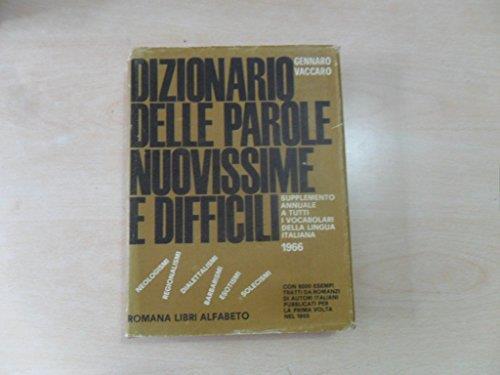 GENNARO
VACCARO
DIZIONARIO
DELLE PAROLE
NUOVISSIME
E DIFFICILI
SUPPLEMENTO
ANNUALE
A TUTTI
I VOCABOLARI
DELLA LINGUA
ITALIANA
1966
NEOLOGISMI
REGIONALISMI
DIALETTALISMI
BARBARISMI
ESOTISMI
SOLECISMI
CON 8000 ESEMPI
TRATTI DA ROMANZI
DI AUTORI ITALIANI
PUBBLICATI PER
LA PRIMA VOLTA
NEL 1965
ROMANA LIBRI ALFABETO